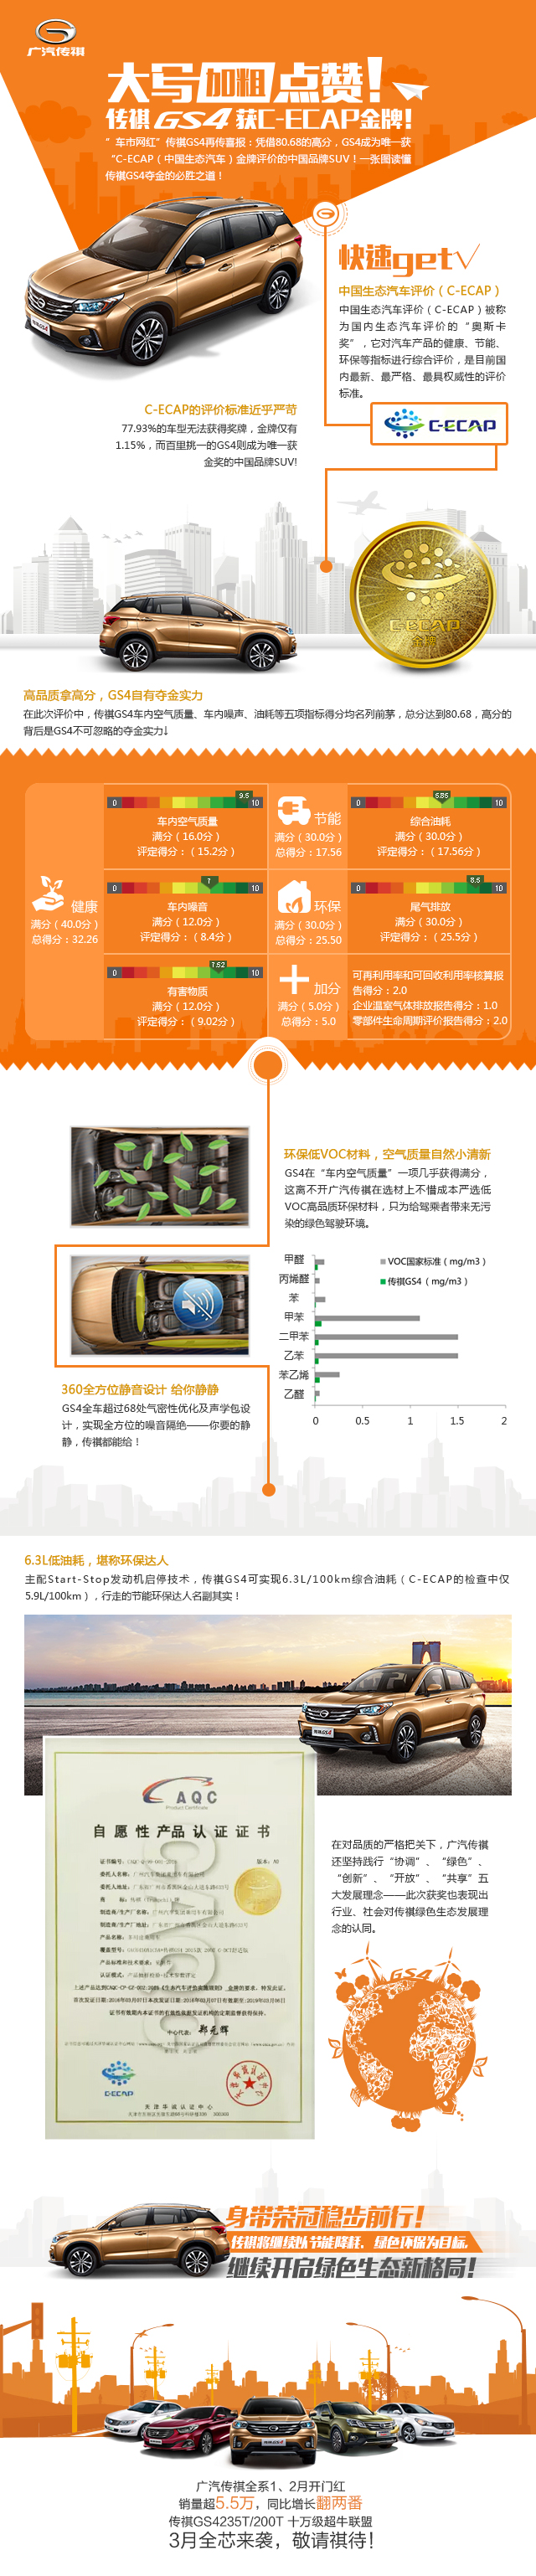 广汽传祺
大写加粗点赞！
传祺GS4获C-ECAP金牌！
“车市网红”传祺GS4再传喜报：凭借80.68的高分，GS4成为唯一获
“C-ECAP（中国生态汽车）金牌评价的中国品牌SUV！一张图读懂
传祺GS4夺金的必胜之道！
快速get√
中国生态汽车评价（C-ECAP）
中国生态汽车评价（C-ECAP）被称
为国内生态汽车评价的“奥斯卡
奖”，它对汽车产品的健康、节能、
环保等指标进行综合评价，是目前国
内最新、最严格、最具权威性的评价
标准。
C-ECAP
C-ECAP的评价标准近乎严苛
77.93%的车型无法获得奖牌，金牌仅有
1.15%，而百里挑一的GS4则成为唯一获
金奖的中国品牌SUV!
C-ECAP
金牌
高品质拿高分，GS4自有夺金实力
在此次评价中，传祺GS4车内空气质量、车内噪声、油耗等五项指标得分均名列前茅，总分达到80.68，高分的
背后是GS4不可忽略的夺金实力↓
健康
满分（40.0分）
总得分：32.26
0 9.5 10
车内空气质量
满分（16.0分）
评定得分：（15.2分）
0 7 10
车内噪音
满分（12.0分）
评定得分：（8.4分）
0 7.52 10
有害物质
满分（12.0分）
评定得分：（9.02分）
节能
满分（30.0分）
总得分：17.56
0 5.85 10
综合油耗
满分（30.0分）
评定得分：（17.56分）
环保
满分（30.0分）
总得分：25.50
0 8.5 10
尾气排放
满分（30.0分）
评定得分：（25.5分）
加分
满分（5.0分）
总得分：5.0
可再利用率和可回收利用率核算报
告得分：2.0
企业温室气体排放报告得分：1.0
零部件生命周期评价报告得分：2.0
环保低VOC材料，空气质量自然小清新
GS4在“车内空气质量”一项几乎获得满分，
这离不开广汽传祺在选材上不惜成本严选低
VOC高品质环保材料，只为给驾乘者带来无污
染的绿色驾驶环境。
甲醛
丙烯醛
苯
甲苯
二甲苯
乙苯
苯乙烯
乙醛
VOC国家标准（mg/m3）
传祺GS4（mg/m3）
0 0.5 1 1.5 2
360全方位静音设计 给你静静
GS4全车超过68处气密性优化及声学包设
计，实现全方位的噪音隔绝——你要的静
静，传祺都能给！
6.3L低油耗，堪称环保达人
主配Start-Stop发动机启停技术，传祺GS4可实现6.3L/100km综合油耗（C-ECAP的检查中仅
5.9L/100km），行走的节能环保达人名副其实！
AQC
Product Certificate
自愿性产品认证证书
C-ECAP
天津华诚认证中心
在对品质的严格把关下，广汽传祺
还坚持践行“协调”、“绿色”、
“创新”、“开放”、“共享”五
大发展理念——此次获奖也表现出
行业、社会对传祺绿色生态发展理
念的认同。
GS4
身带荣冠稳步前行！
传祺将继续以节能降耗、绿色环保为目标，
继续开启绿色生态新格局！
广汽传祺全系1、2月开门红
销量超5.5万，同比增长翻两番
传祺GS4235T/200T 十万级超牛联盟
3月全芯来袭，敬请祺待！